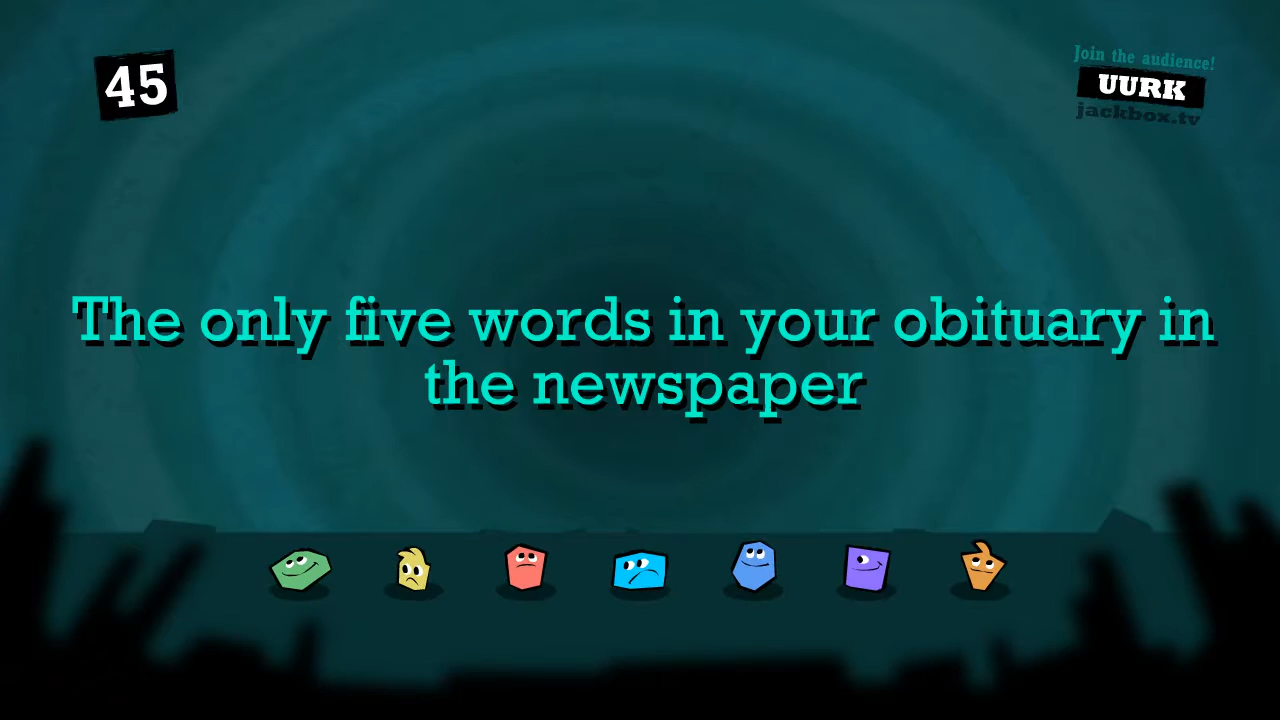 45
Join the audience!
UURK
jackbox.tv
The only five words in your obituary in
the newspaper